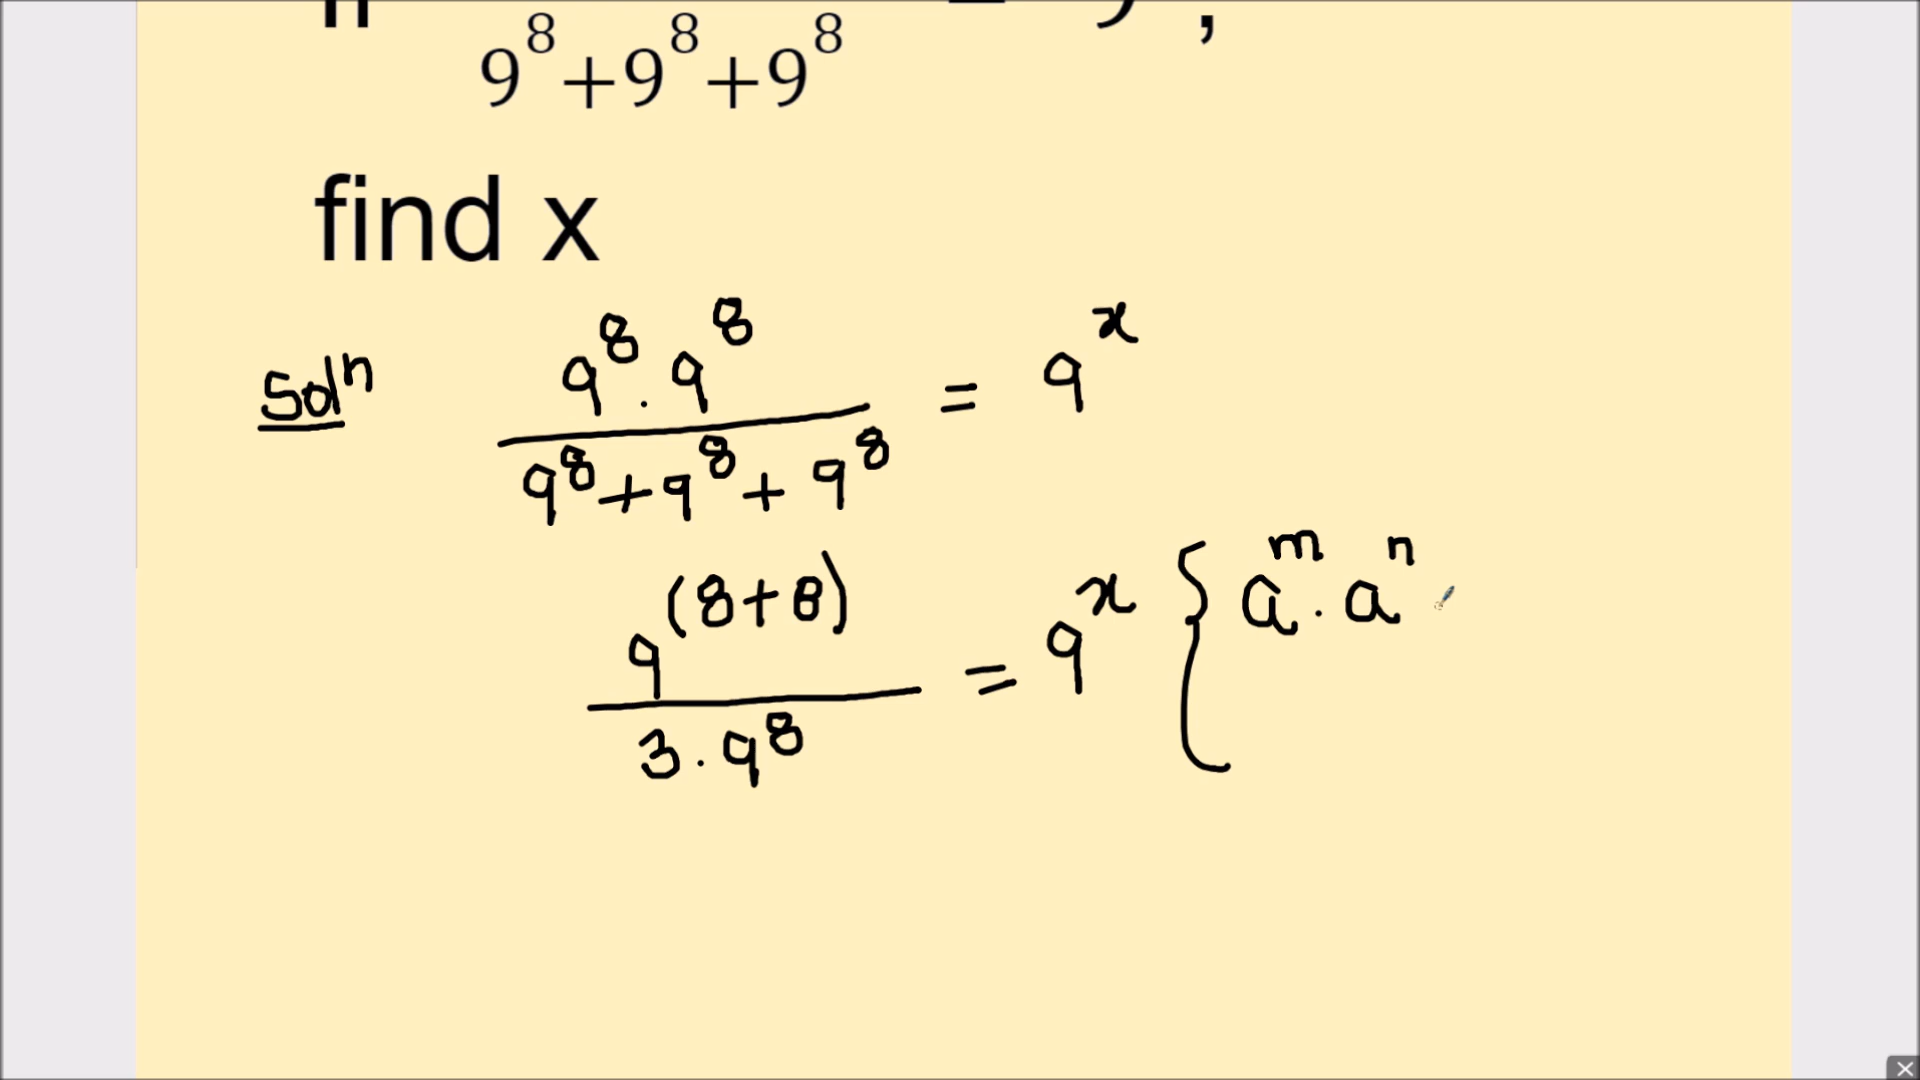 9^8+9^8+9^8
find x
Solⁿ 9^8 . 9^8 / 9^8 + 9^8 + 9^8 = 9^x
9^(8+8) / 3 . 9^8 = 9^x { a^m . a^n